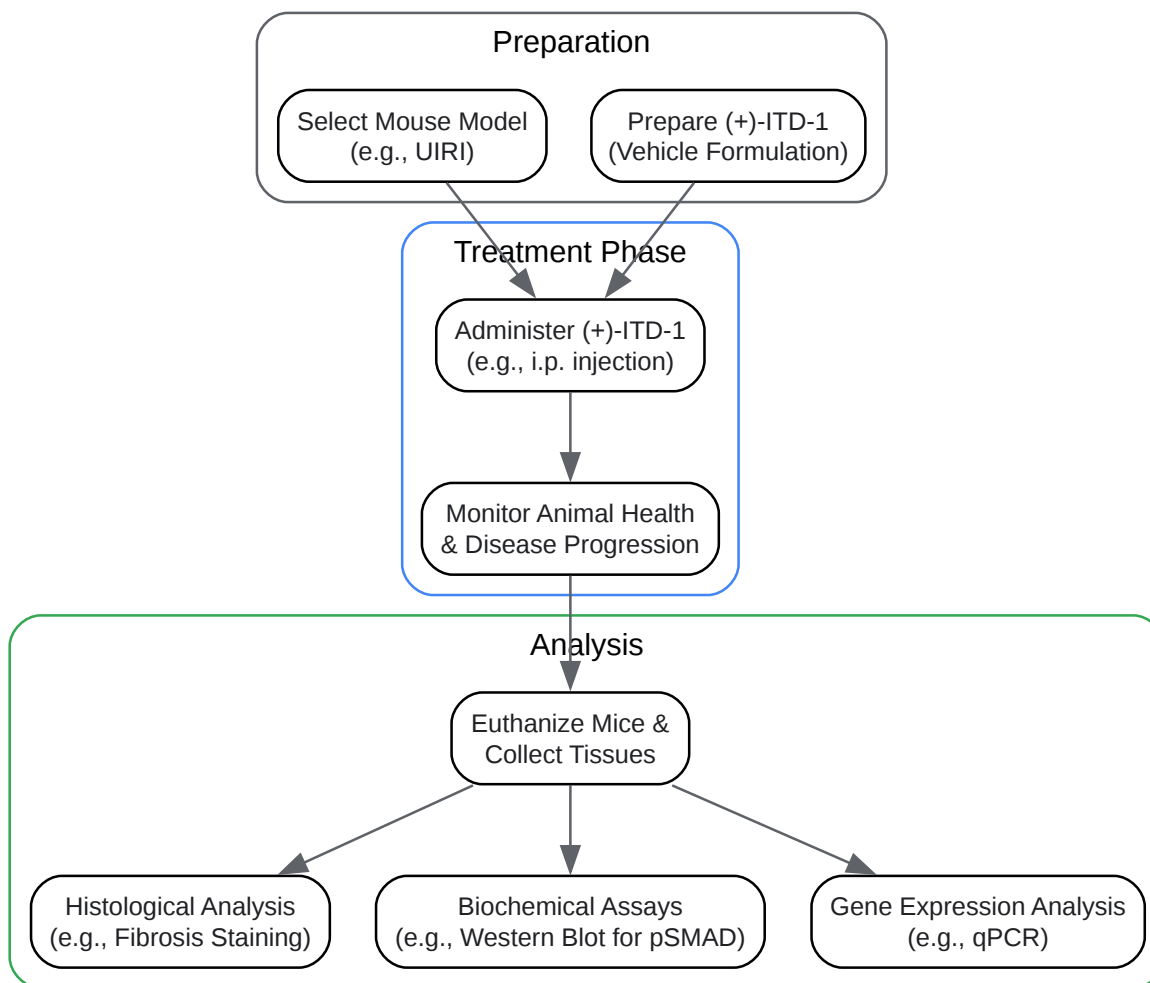 Preparation
Select Mouse Model
(e.g., UIRI)
Prepare (+)-ITD-1
(Vehicle Formulation)
Treatment Phase
Administer (+)-ITD-1
(e.g., i.p. injection)
Monitor Animal Health
& Disease Progression
Analysis
Euthanize Mice &
Collect Tissues
Histological Analysis
(e.g., Fibrosis Staining)
Biochemical Assays
(e.g., Western Blot for pSMAD)
Gene Expression Analysis
(e.g., qPCR)